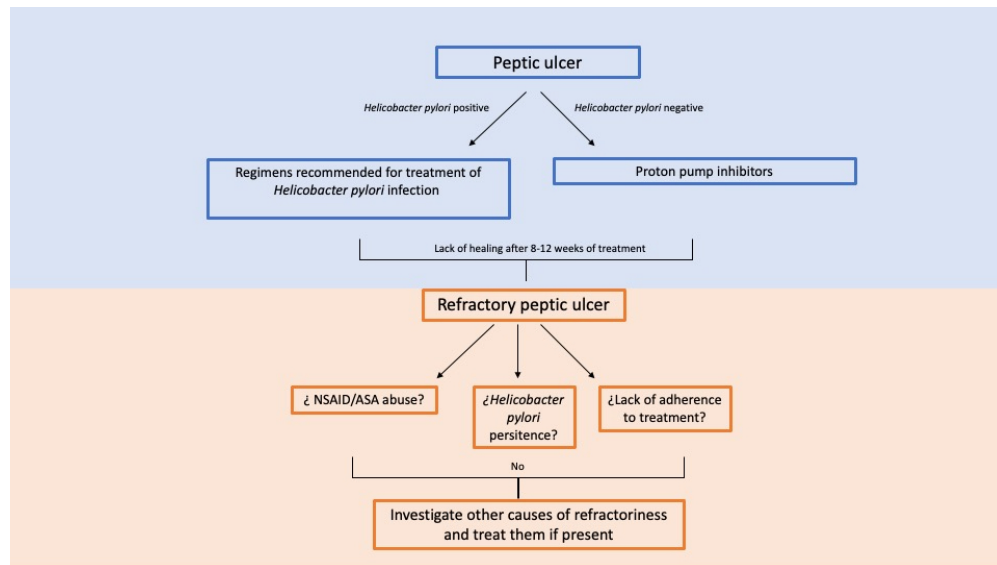 Peptic ulcer
Helicobacter pylori positive
Helicobacter pylori negative
Regimens recommended for treatment of
Helicobacter pylori infection
Proton pump inhibitors
Lack of healing after 8-12 weeks of treatment
Refractory peptic ulcer
¿ NSAID/ASA abuse?
¿Helicobacter
pylori
persitence?
¿Lack of adherence
to treatment?
No
Investigate other causes of refractoriness
and treat them if present